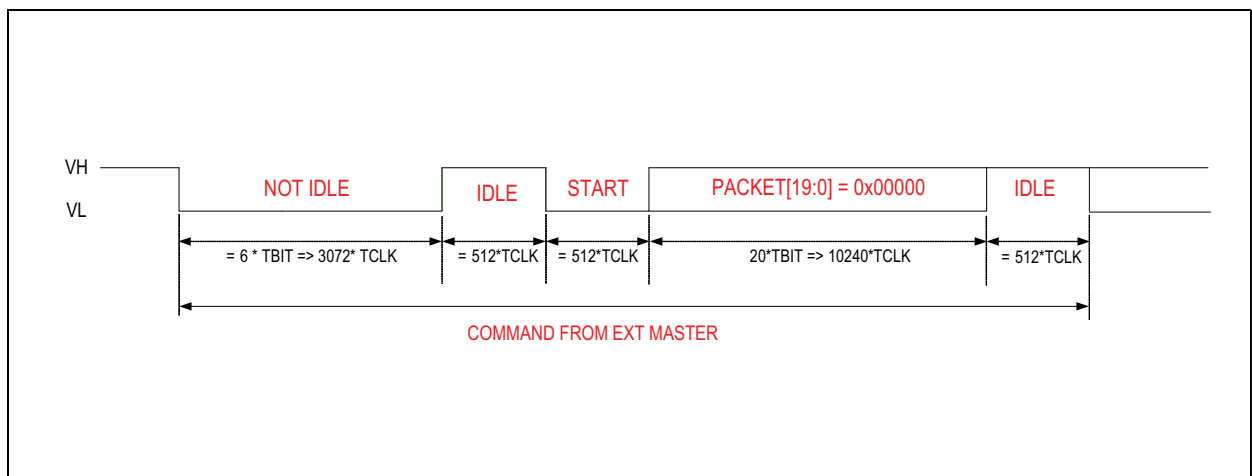 VH
NOT IDLE
IDLE
START
PACKET[19:0] = 0x00000
IDLE
VL
= 6 * TBIT => 3072* TCLK
= 512*TCLK
= 512*TCLK
20*TBIT => 10240*TCLK
= 512*TCLK
COMMAND FROM EXT MASTER